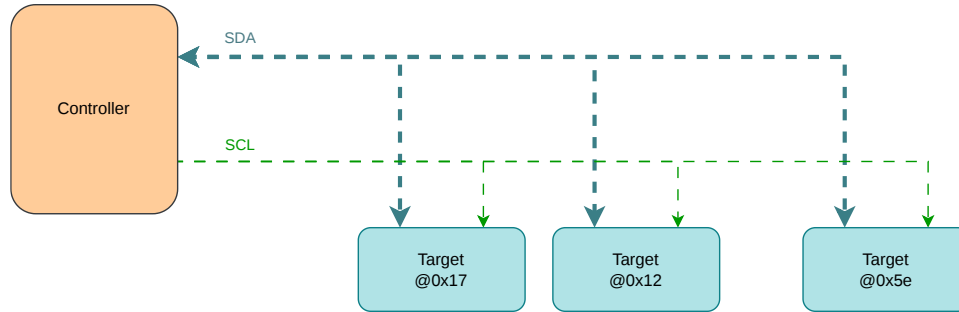 SDA
Controller
SCL
Target
@0x17
Target
@0x12
Target
@0x5e